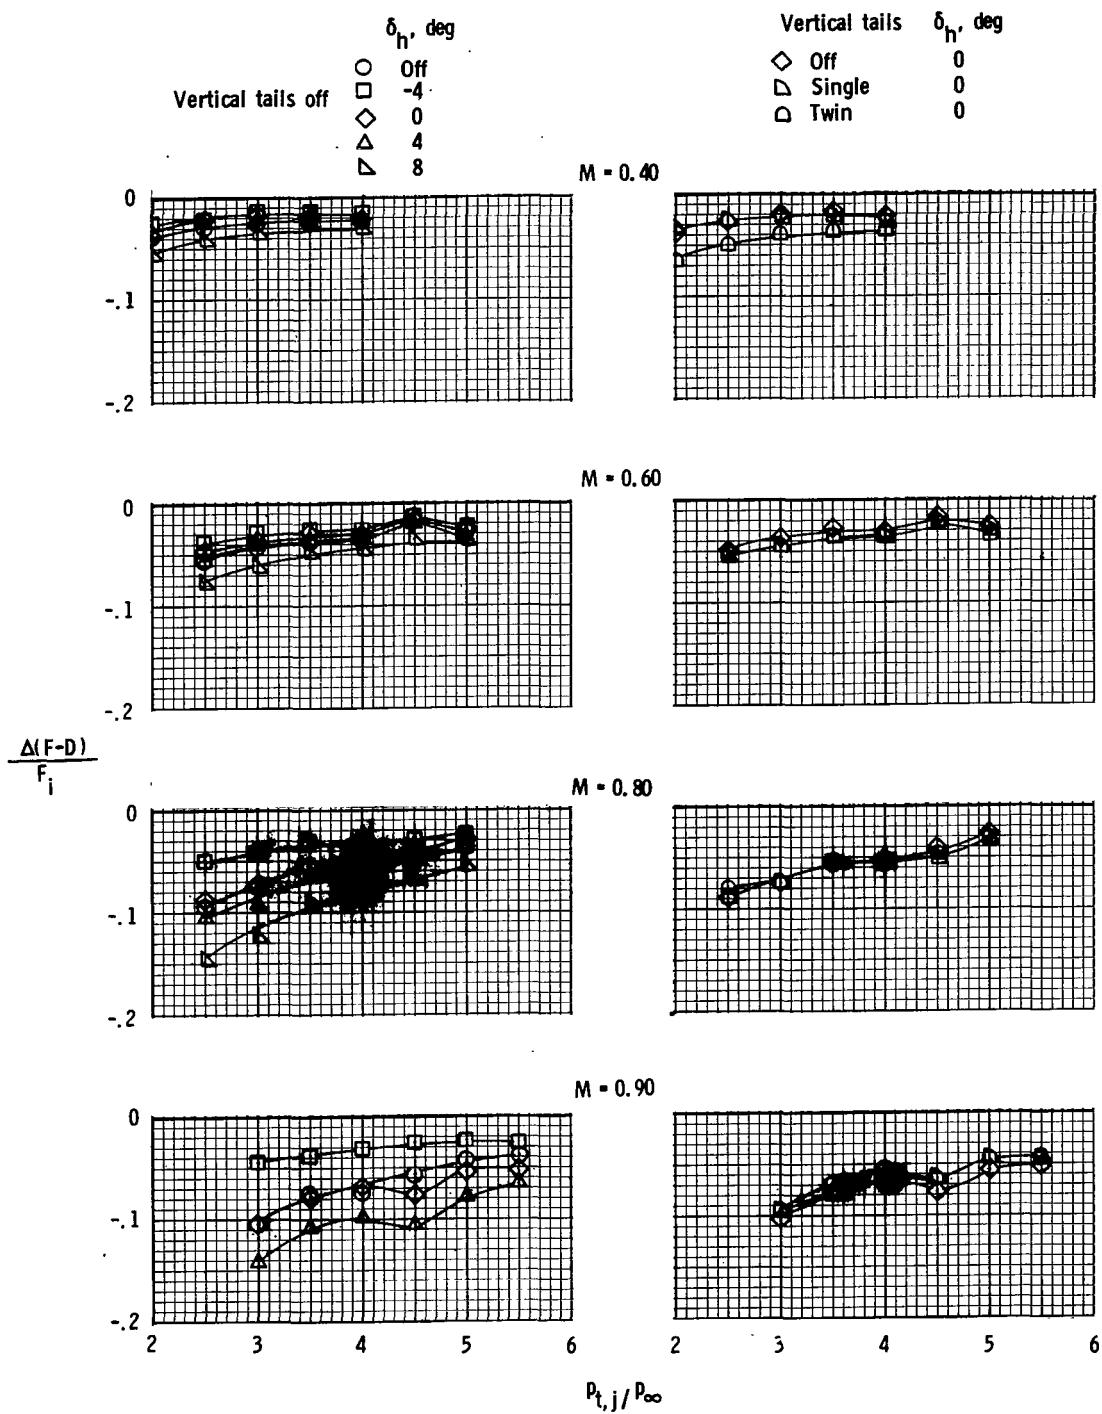 δh, deg
Vertical tails off
Off
-4
0
4
8
Vertical tails δh, deg
Off 0
Single 0
Twin 0
M = 0.40
0
-.1
-.2
M = 0.60
0
-.1
-.2
Δ(F-D)
Fi
M = 0.80
0
-.1
-.2
M = 0.90
0
-.1
-.2
2 3 4 5 6
2 3 4 5 6
pt,j/p∞